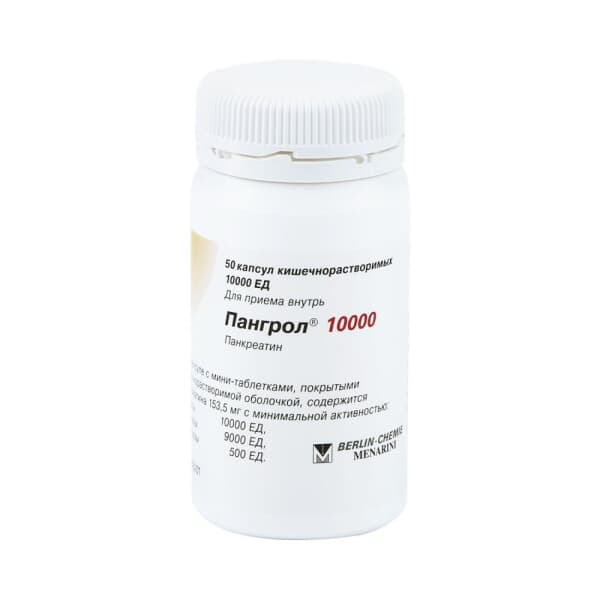 50 капсул кишечнорастворимых
10000 ЕД
Для приема внутрь
Пангрол® 10000
Панкреатин
с мини-таблетками, покрытыми
оболочкой, содержится
153,5 мг с минимальной активностью:
10000 ЕД,
9000 ЕД,
500 ЕД.
BERLIN-CHEMIE
MENARINI